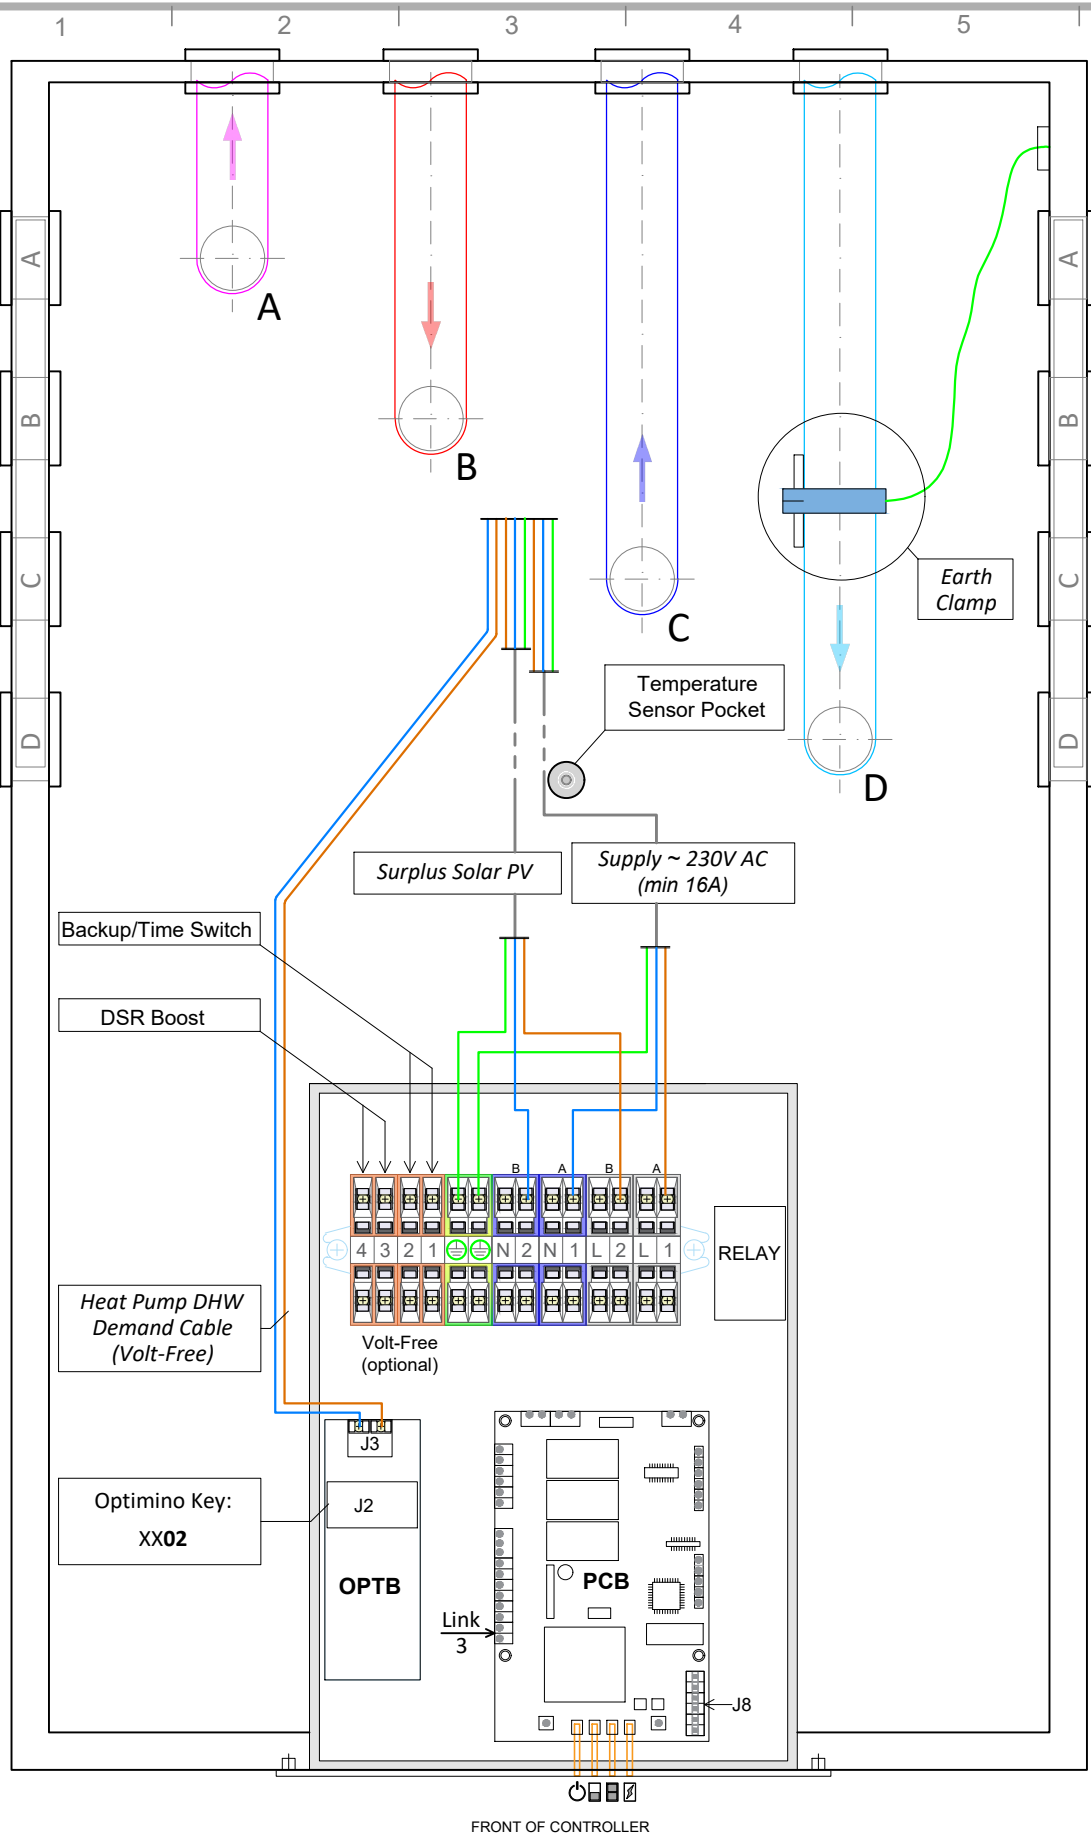 1 2 3 4 5
A
B
C
D
A
B
C
D
A
B
C
D
Earth
Clamp
Temperature
Sensor Pocket
Surplus Solar PV
Supply ~ 230V AC
(min 16A)
Backup/Time Switch
DSR Boost
B A B A
4 3 2 1 N 2 N 1 L 2 L 1
RELAY
Volt-Free
(optional)
Heat Pump DHW
Demand Cable
(Volt-Free)
J3
Optimino Key:
XX02
J2
OPTB
PCB
Link
3
J8
FRONT OF CONTROLLER